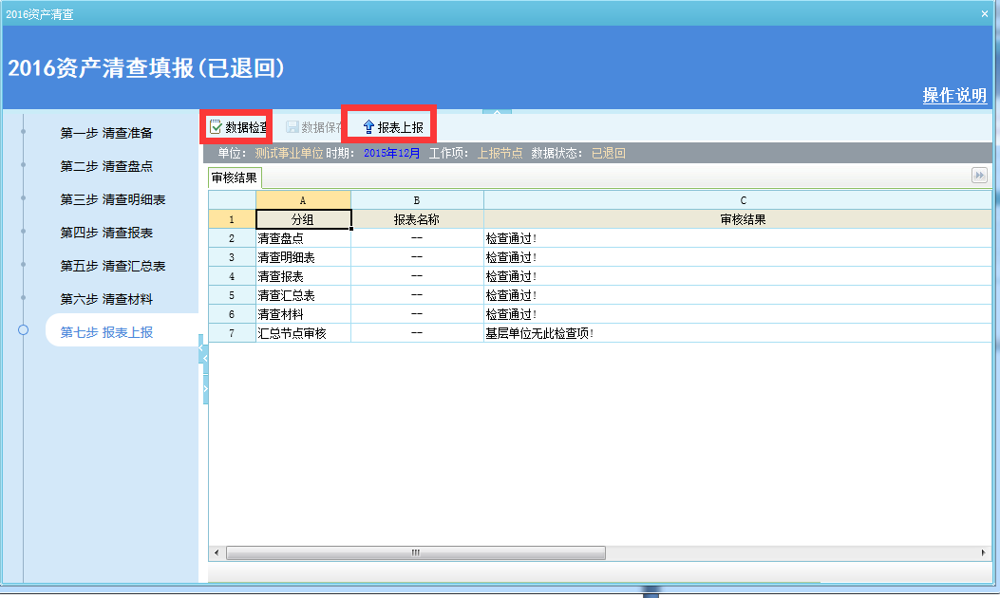 2016资产清查
2016资产清查填报(已退回)
操作说明
第一步 清查准备
第二步 清查盘点
第三步 清查明细表
第四步 清查报表
第五步 清查汇总表
第六步 清查材料
第七步 报表上报
数据检查 数据保存 报表上报
单位: 测试事业单位 时期: 2015年12月 工作项: 上报节点 数据状态: 已退回
审核结果
A B C
1 分组 报表名称 审核结果
2 清查盘点 -- 检查通过!
3 清查明细表 -- 检查通过!
4 清查报表 -- 检查通过!
5 清查汇总表 -- 检查通过!
6 清查材料 -- 检查通过!
7 汇总节点审核 -- 基层单位无此检查项!